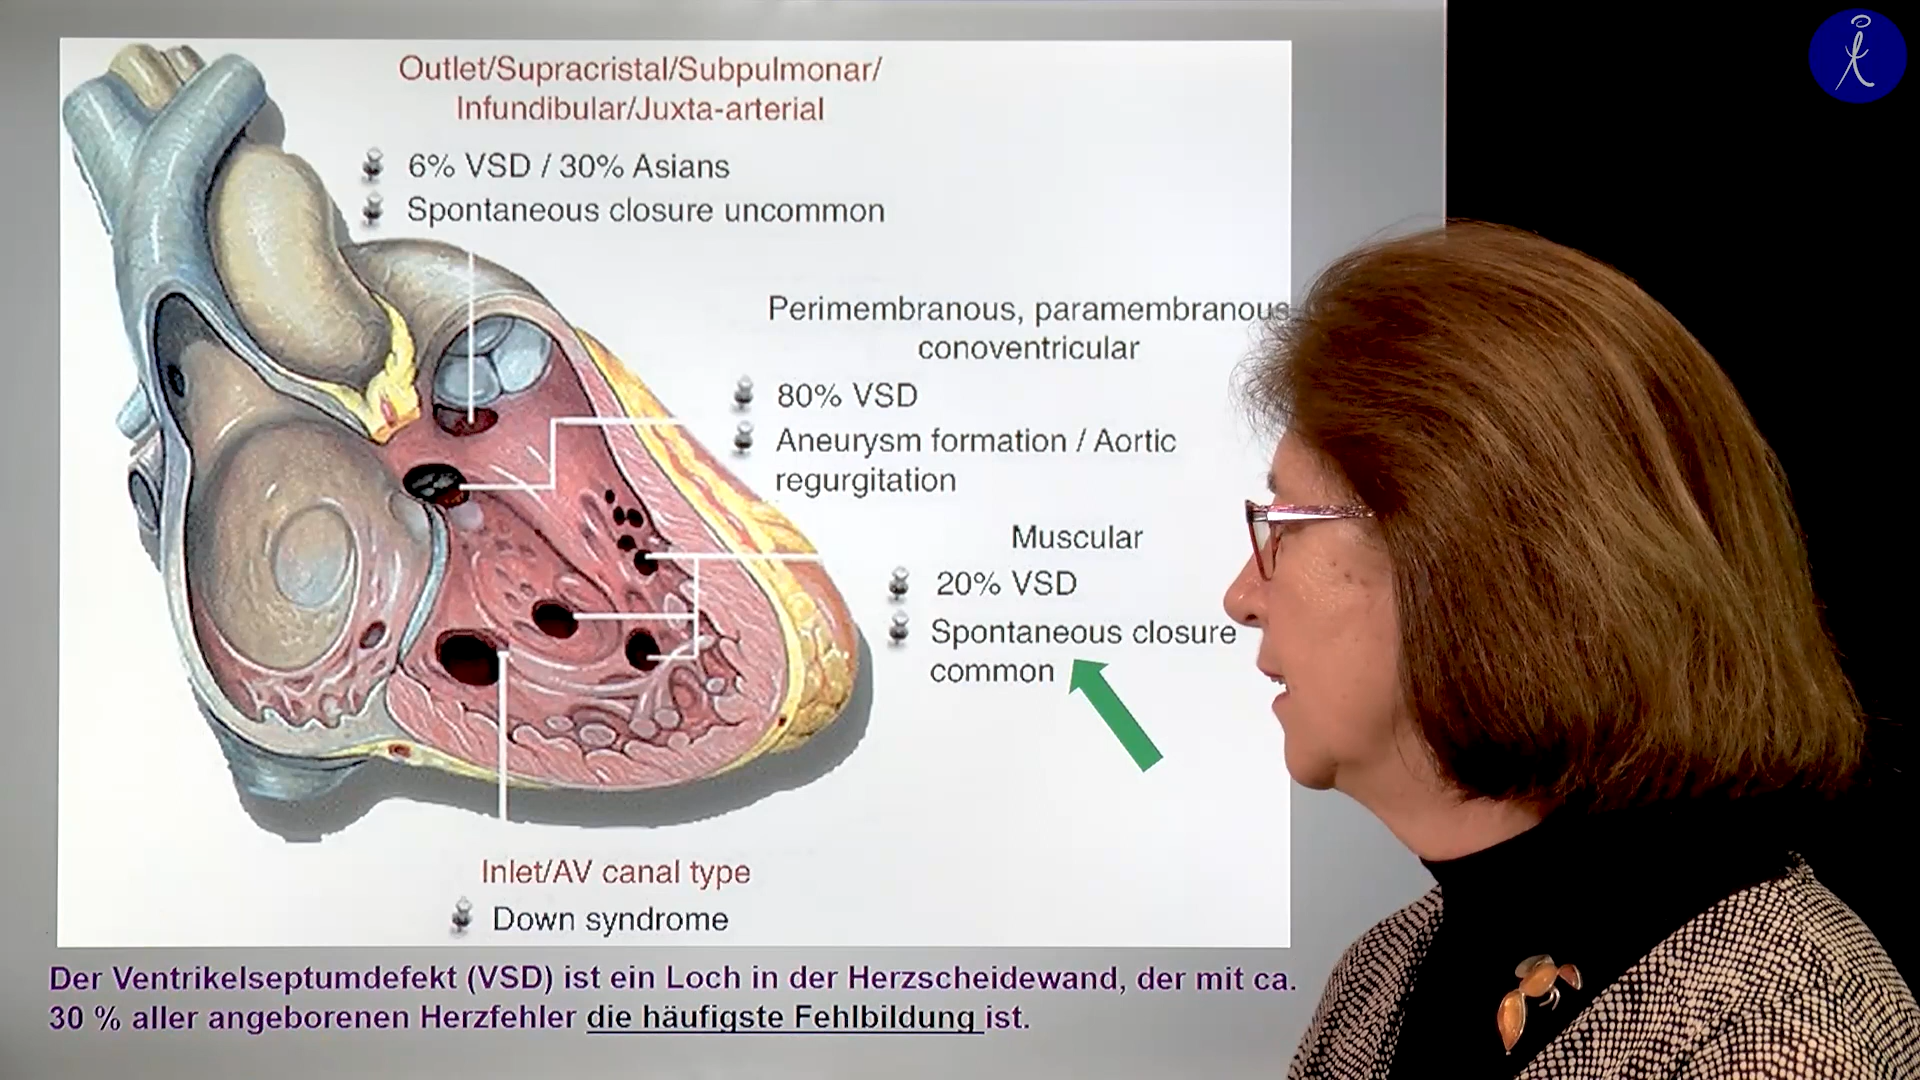 Outlet/Supracristal/Subpulmonar/
Infundibular/Juxta-arterial
6% VSD / 30% Asians
Spontaneous closure uncommon
Perimembranous, paramembranous
conoventricular
80% VSD
Aneurysm formation / Aortic
regurgitation
Muscular
20% VSD
Spontaneous closure
common
Inlet/AV canal type
Down syndrome
Der Ventrikelseptumdefekt (VSD) ist ein Loch in der Herzscheidewand, der mit ca.
30 % aller angeborenen Herzfehler die häufigste Fehlbildung ist.